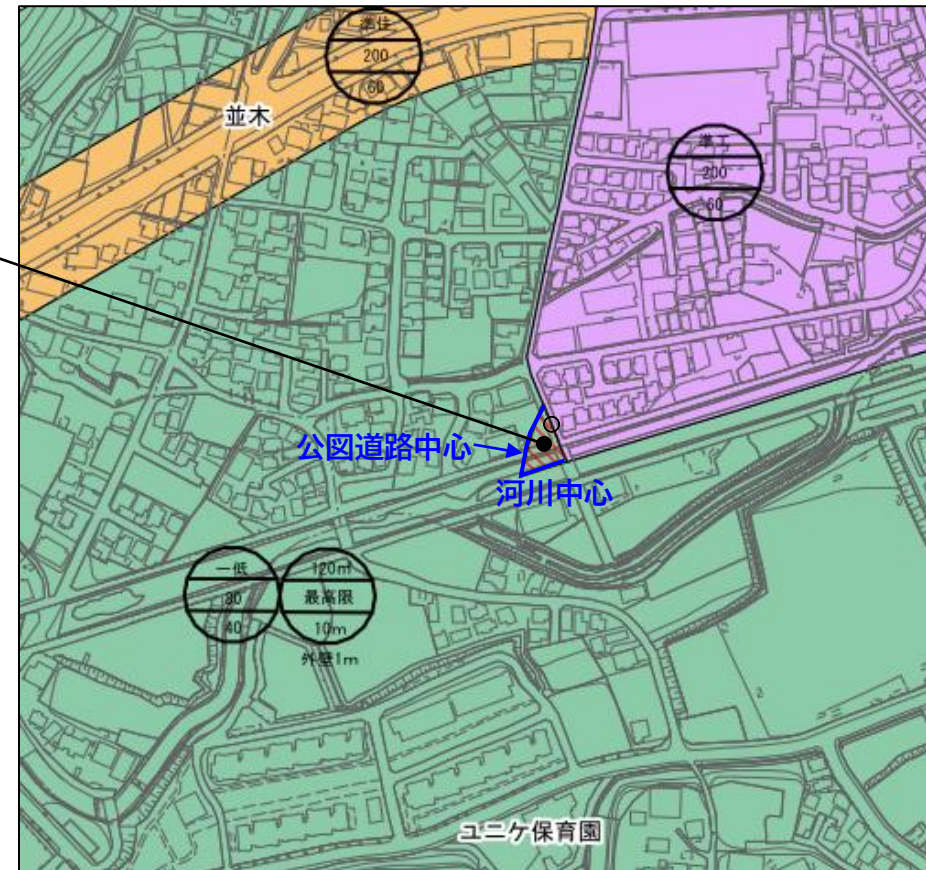 準住
200
60
並木
準工
200
60
公図道路中心
河川中心
一低
80
40
120㎡
最高限
10m
外壁1m
ユニケ保育園